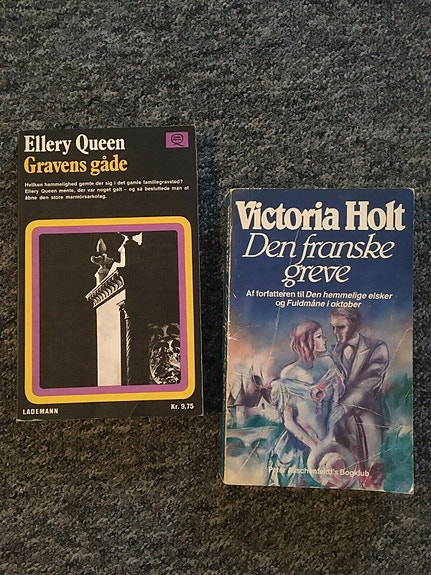 Ellery Queen
Gravens gåde
Hvilken hemmelighed gemte der sig i det gamle familiegravsted?
Ellery Queen mente, der var noget galt – og så besluttede man at
åbne den store marmorsarkofag.
LADEMANN
Kr. 9,75
Victoria Holt
Den franske
greve
Af forfatteren til Den hemmelige elsker
og Fuldmåne i oktober
Peter Asschenfeldt's Bogklub